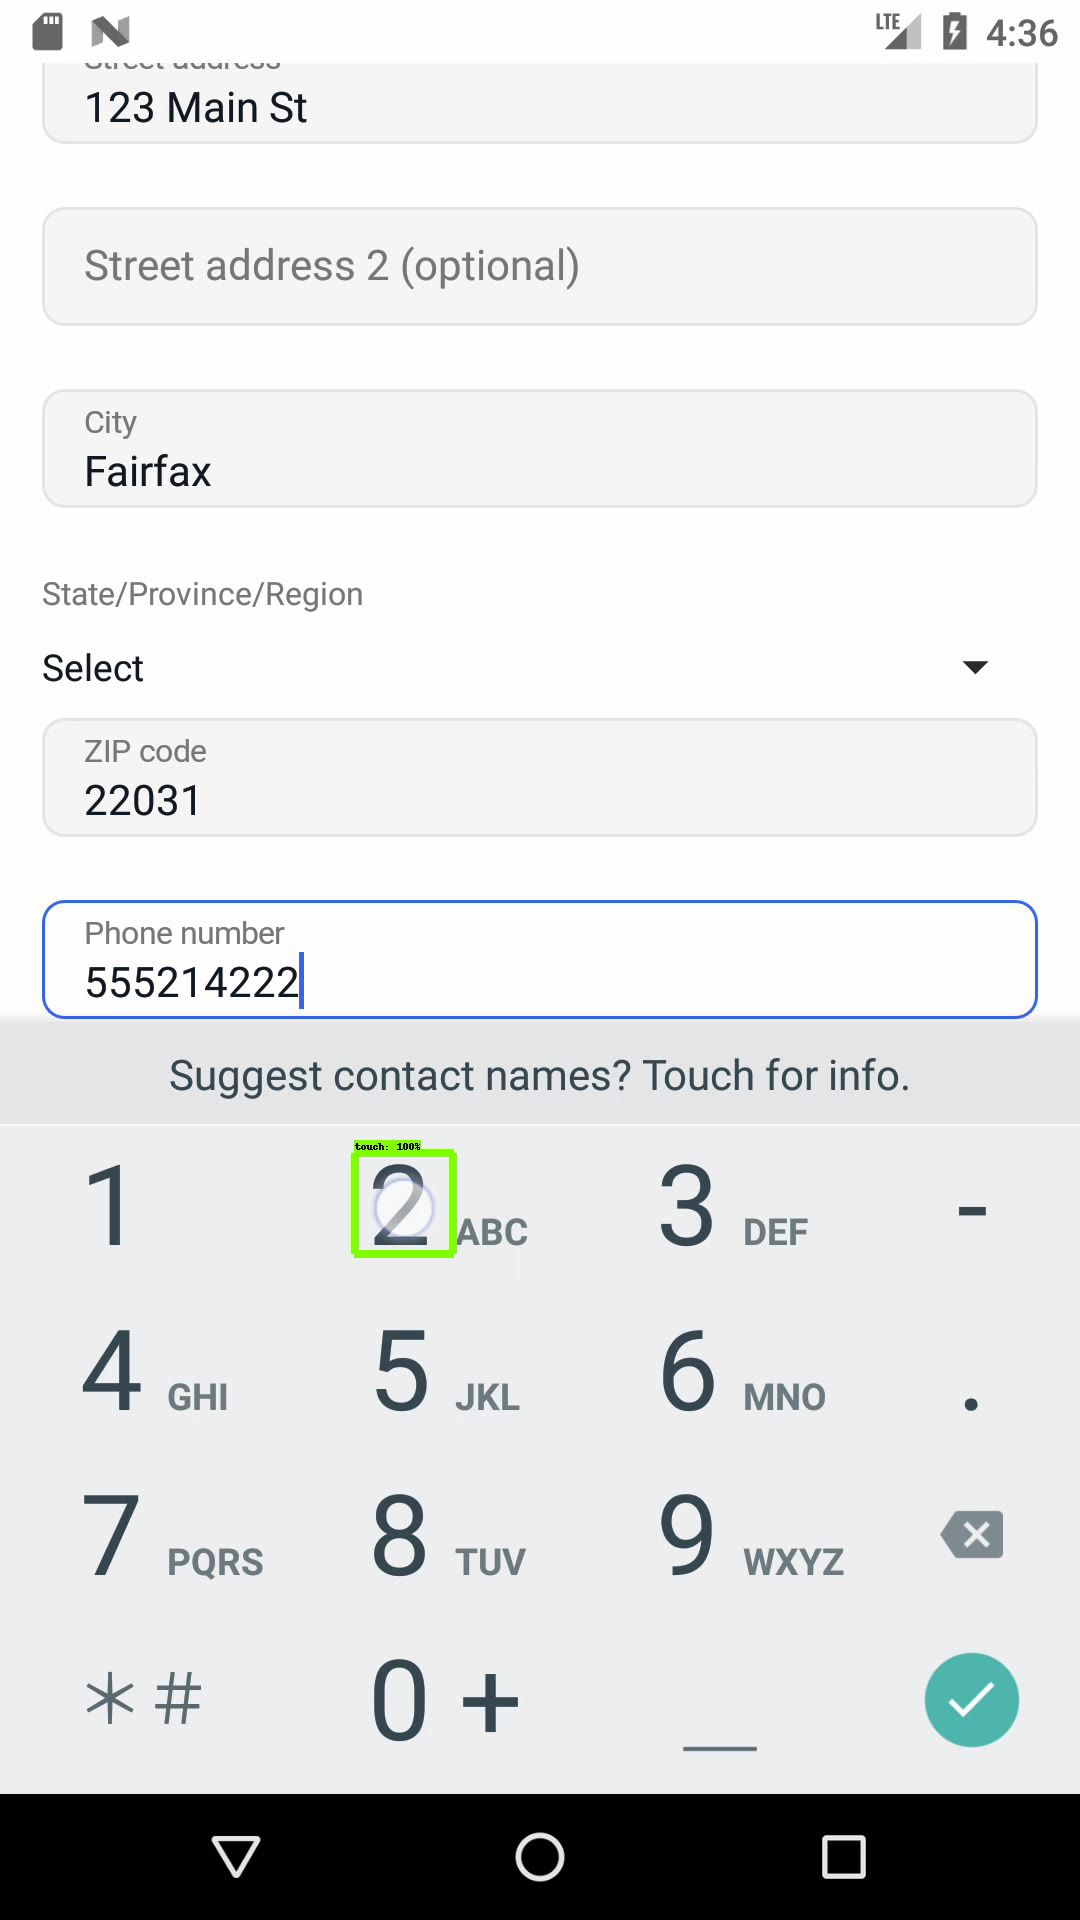 LTE 4:36
Street address
123 Main St
Street address 2 (optional)
City
Fairfax
State/Province/Region
Select
ZIP code
22031
Phone number
555214222
Suggest contact names? Touch for info.
touch: 100%
1 2 ABC 3 DEF -
4 GHI 5 JKL 6 MNO .
7 PQRS 8 TUV 9 WXYZ
* # 0 + _